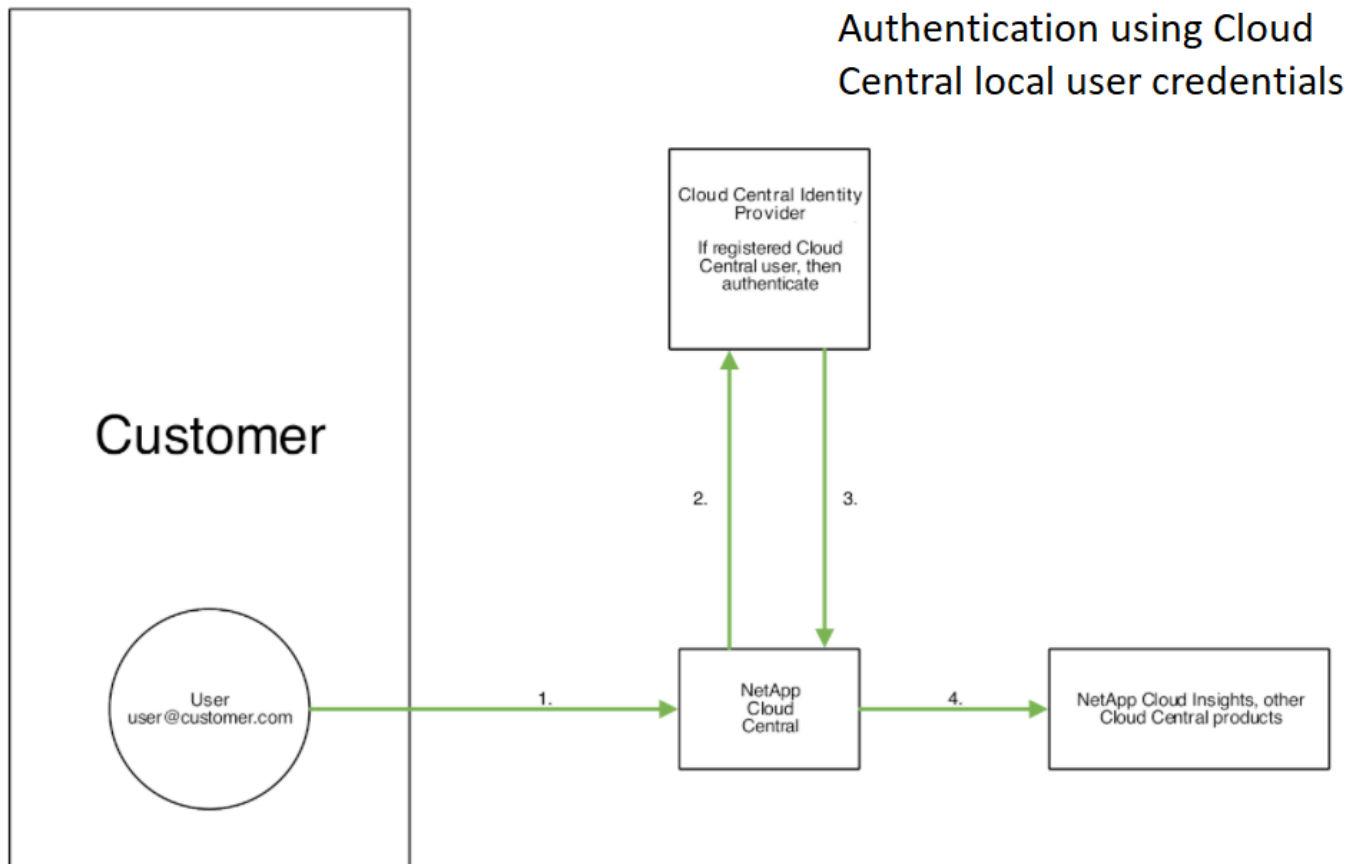 Authentication using Cloud
Central local user credentials
Cloud Central Identity
Provider
If registered Cloud
Central user, then
authenticate
Customer
2.
3.
User
user@customer.com
1.
NetApp
Cloud
Central
4.
NetApp Cloud Insights, other
Cloud Central products